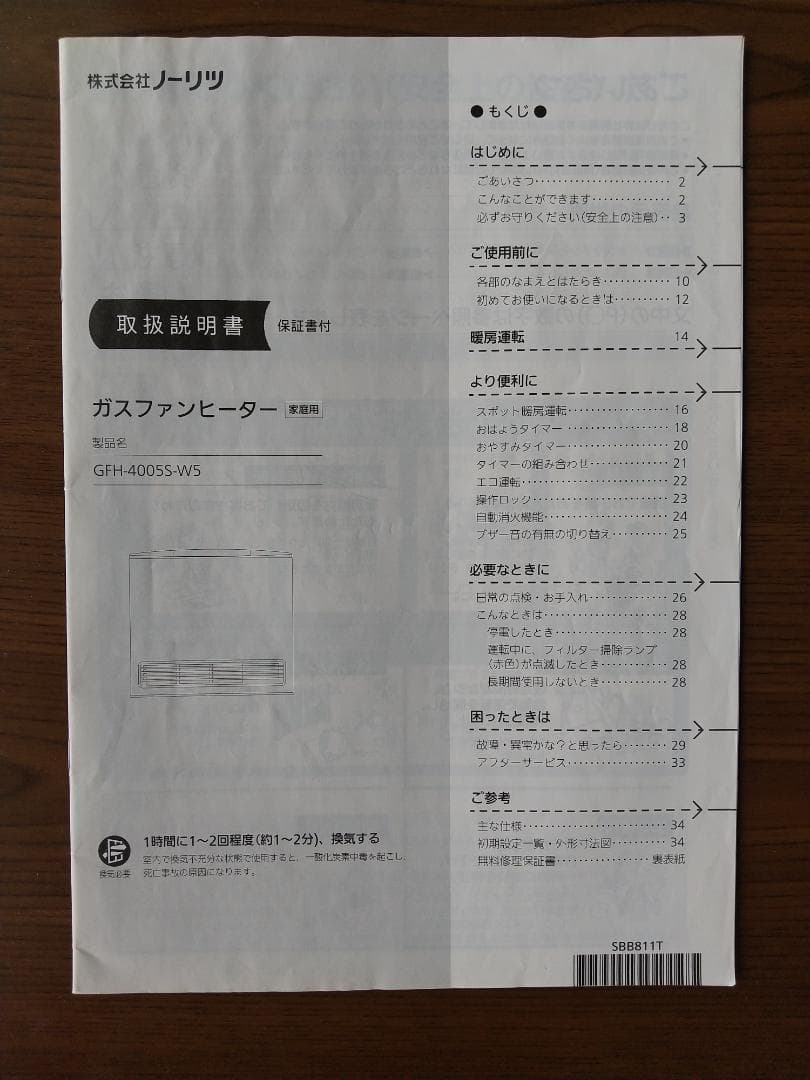 株式会社ノーリツ
取扱説明書
保証書付
ガスファンヒーター 家庭用
製品名
GFH-4005S-W5
換気必要
1時間に1〜2回程度(約1〜2分)、換気する
室内で換気不充分な状態で使用すると、一酸化炭素中毒を起こし、
死亡事故の原因になります。
● もくじ ●
はじめに
ごあいさつ・・・・・・・・・・・・・・・・・・・・・・・ 2
こんなことができます・・・・・・・・・・・・・ 2
必ずお守りください(安全上の注意)・・ 3
ご使用前に
各部のなまえとはたらき・・・・・・・・・・・ 10
初めてお使いになるときは・・・・・・・・・ 12
暖房運転 14
より便利に
スポット暖房運転・・・・・・・・・・・・・・・・・ 16
おはようタイマー ・・・・・・・・・・・・・・・・・ 18
おやすみタイマー・・・・・・・・・・・・・・・・・ 20
タイマーの組み合わせ・・・・・・・・・・・・・ 21
エコ運転・・・・・・・・・・・・・・・・・・・・・・・・ 22
操作ロック・・・・・・・・・・・・・・・・・・・・・・・ 23
自動消火機能・・・・・・・・・・・・・・・・・・・・・ 24
ブザー音の有無の切り替え・・・・・・・・・・ 25
必要なときに
日常の点検・お手入れ・・・・・・・・・・・・・ 26
こんなときは・・・・・・・・・・・・・・・・・・・・・ 28
停電したとき・・・・・・・・・・・・・・・・・・・ 28
運転中に、フィルター掃除ランプ
(赤色)が点滅したとき・・・・・・・・・・・ 28
長期間使用しないとき・・・・・・・・・・・ 28
困ったときは
故障・異常かな?と思ったら・・・・・・・・ 29
アフターサービス・・・・・・・・・・・・・・・・・ 33
ご参考
主な仕様・・・・・・・・・・・・・・・・・・・・・・・・ 34
初期設定一覧・外形寸法図・・・・・・・・・・ 34
無料修理保証書・・・・・・・・・・・・・・・・ 裏表紙
SBB811T